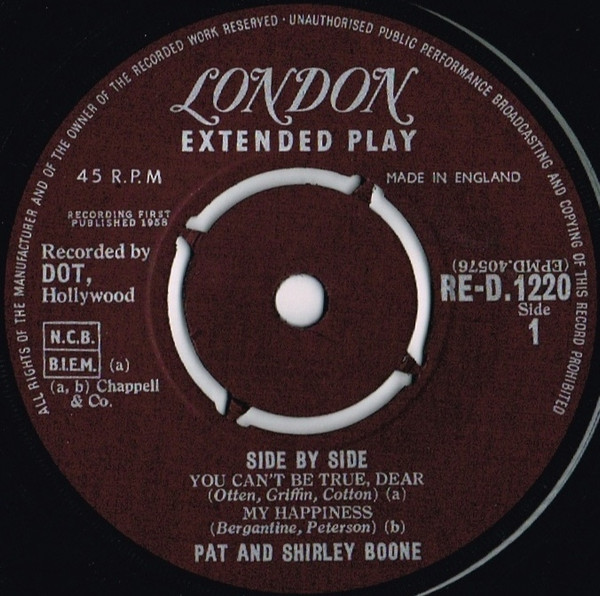 ALL RIGHTS OF THE MANUFACTURER AND OF THE OWNER OF THE RECORDED WORK RESERVED · UNAUTHORISED PUBLIC PERFORMANCE BROADCASTING AND COPYING OF THIS RECORD PROHIBITED
LONDON
EXTENDED PLAY
45 R.P.M
MADE IN ENGLAND
RECORDING FIRST
PUBLISHED 1958
Recorded by
DOT,
Hollywood
(EPMD.40576)
RE-D.1220
Side
1
N.C.B.
B.I.E.M. (a)
(a, b) Chappell
& Co.
SIDE BY SIDE
YOU CAN'T BE TRUE, DEAR
(Otten, Griffin, Cotton) (a)
MY HAPPINESS
(Bergantine, Peterson) (b)
PAT AND SHIRLEY BOONE